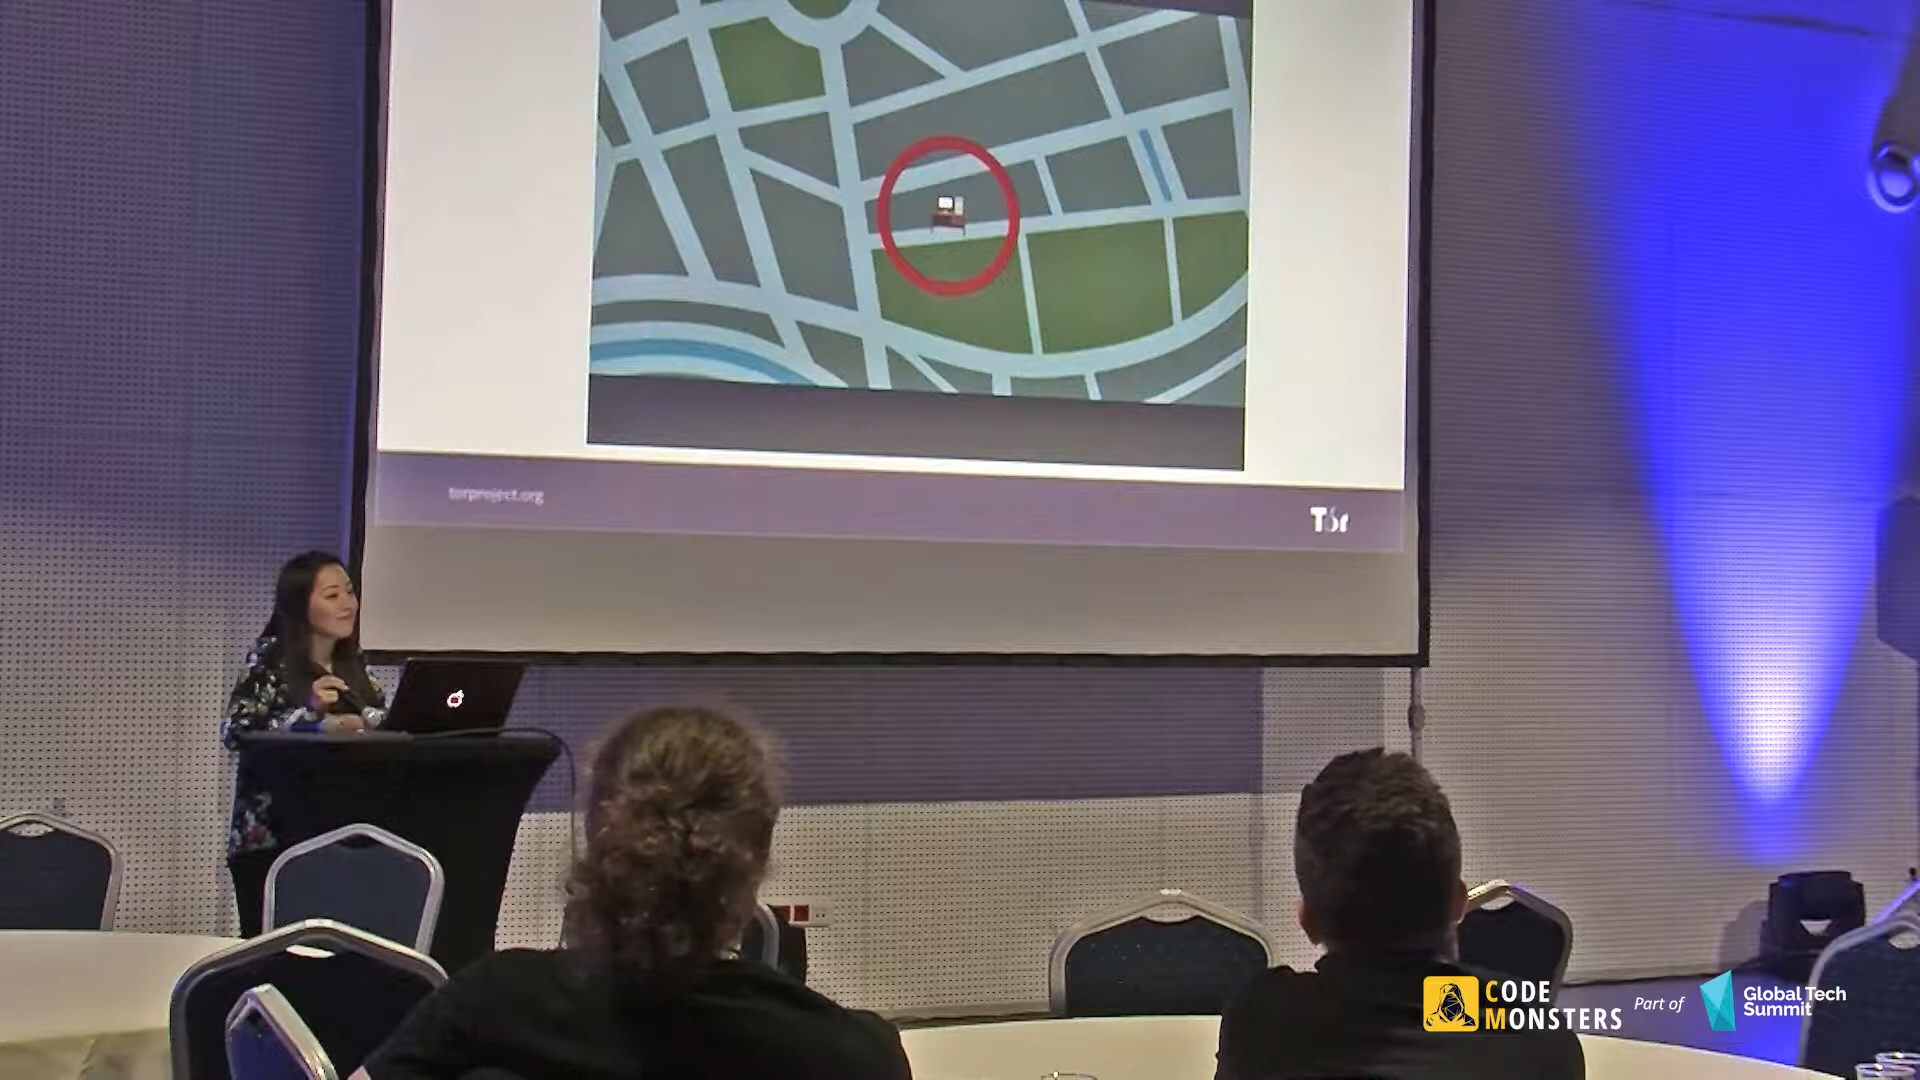 torproject.org
Tor
CODE
MONSTERS
Part of
Global Tech
Summit